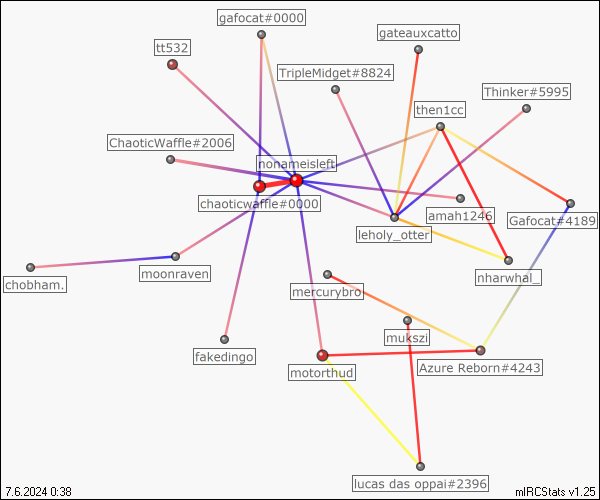 gafocat#0000
gateauxcatto
tt532
TripleMidget#8824
Thinker#5995
then1cc
ChaoticWaffle#2006
nonameisleft
chaoticwaffle#0000
amah1246
Gafocat#4189
leholy_otter
moonraven
chobham.
nharwhal_
mercurybro
mukszi
fakedingo
motorthud
Azure Reborn#4243
lucas das oppai#2396
7.6.2024 0:38
mIRCStats v1.25